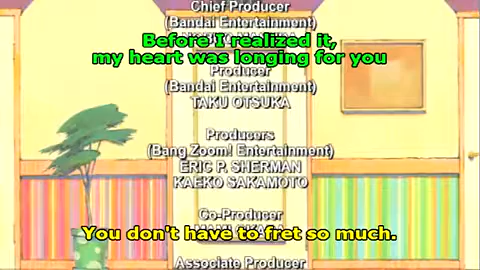 Chief Producer
(Bandai Entertainment)
Before I realized it,
my heart was longing for you
Producer
(Bandai Entertainment)
TAKU OTSUKA
Producers
(Bang Zoom! Entertainment)
ERIC P. SHERMAN
KAEKO SAKAMOTO
Co-Producer
You don't have to fret so much.
Associate Producer